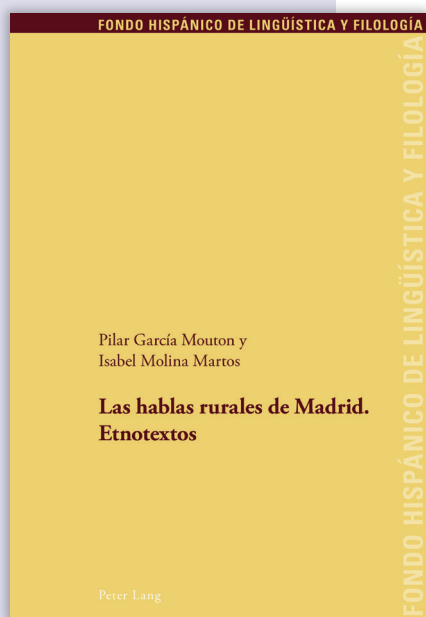 FONDO HISPÁNICO DE LINGÜÍSTICA Y FILOLOGÍA
FONDO HISPÁNICO DE LINGÜÍSTICA Y FILOLOGÍA
Pilar García Mouton y
Isabel Molina Martos
Las hablas rurales de Madrid.
Etnotextos
Peter Lang